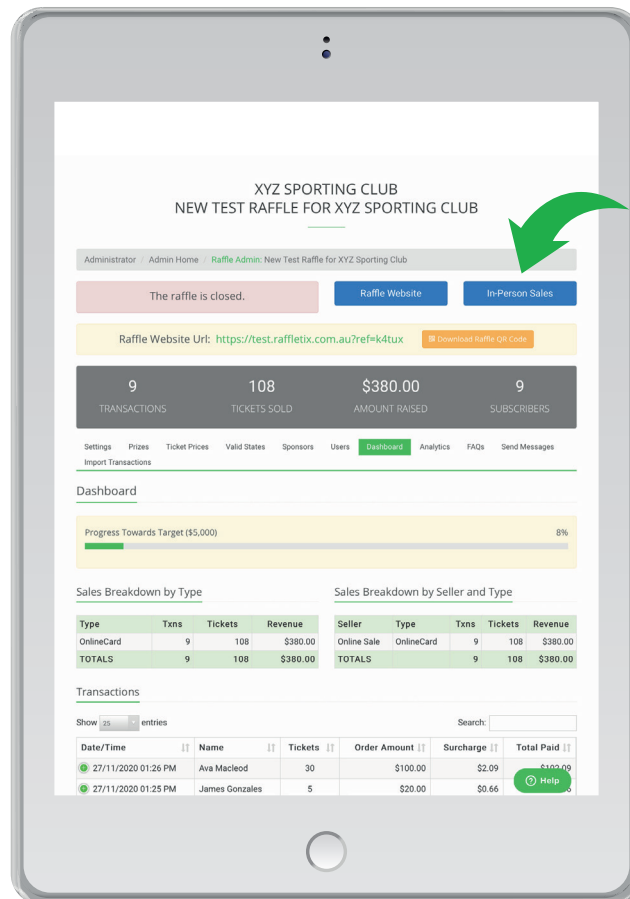 XYZ SPORTING CLUB
NEW TEST RAFFLE FOR XYZ SPORTING CLUB
Administrator / Admin Home / Raffle Admin: New Test Raffle for XYZ Sporting Club
The raffle is closed. Raffle Website In-Person Sales
Raffle Website Url: https://test.raffletix.com.au?ref=k4tux Download Raffle QR Code
9 108 $380.00 9
TRANSACTIONS TICKETS SOLD AMOUNT RAISED SUBSCRIBERS
Settings Prizes Ticket Prices Valid States Sponsors Users Dashboard Analytics FAQs Send Messages
Import Transactions
Dashboard
Progress Towards Target ($5,000) 8%
Sales Breakdown by Type Sales Breakdown by Seller and Type
Type Txns Tickets Revenue Seller Type Txns Tickets Revenue
OnlineCard 9 108 $380.00 Online Sale OnlineCard 9 108 $380.00
TOTALS 9 108 $380.00 TOTALS 9 108 $380.00
Transactions
Show 25 entries Search:
Date/Time Name Tickets Order Amount Surcharge Total Paid
27/11/2020 01:26 PM Ava Macleod 30 $100.00 $2.09 $102.09
27/11/2020 01:25 PM James Gonzales 5 $20.00 $0.66
Help